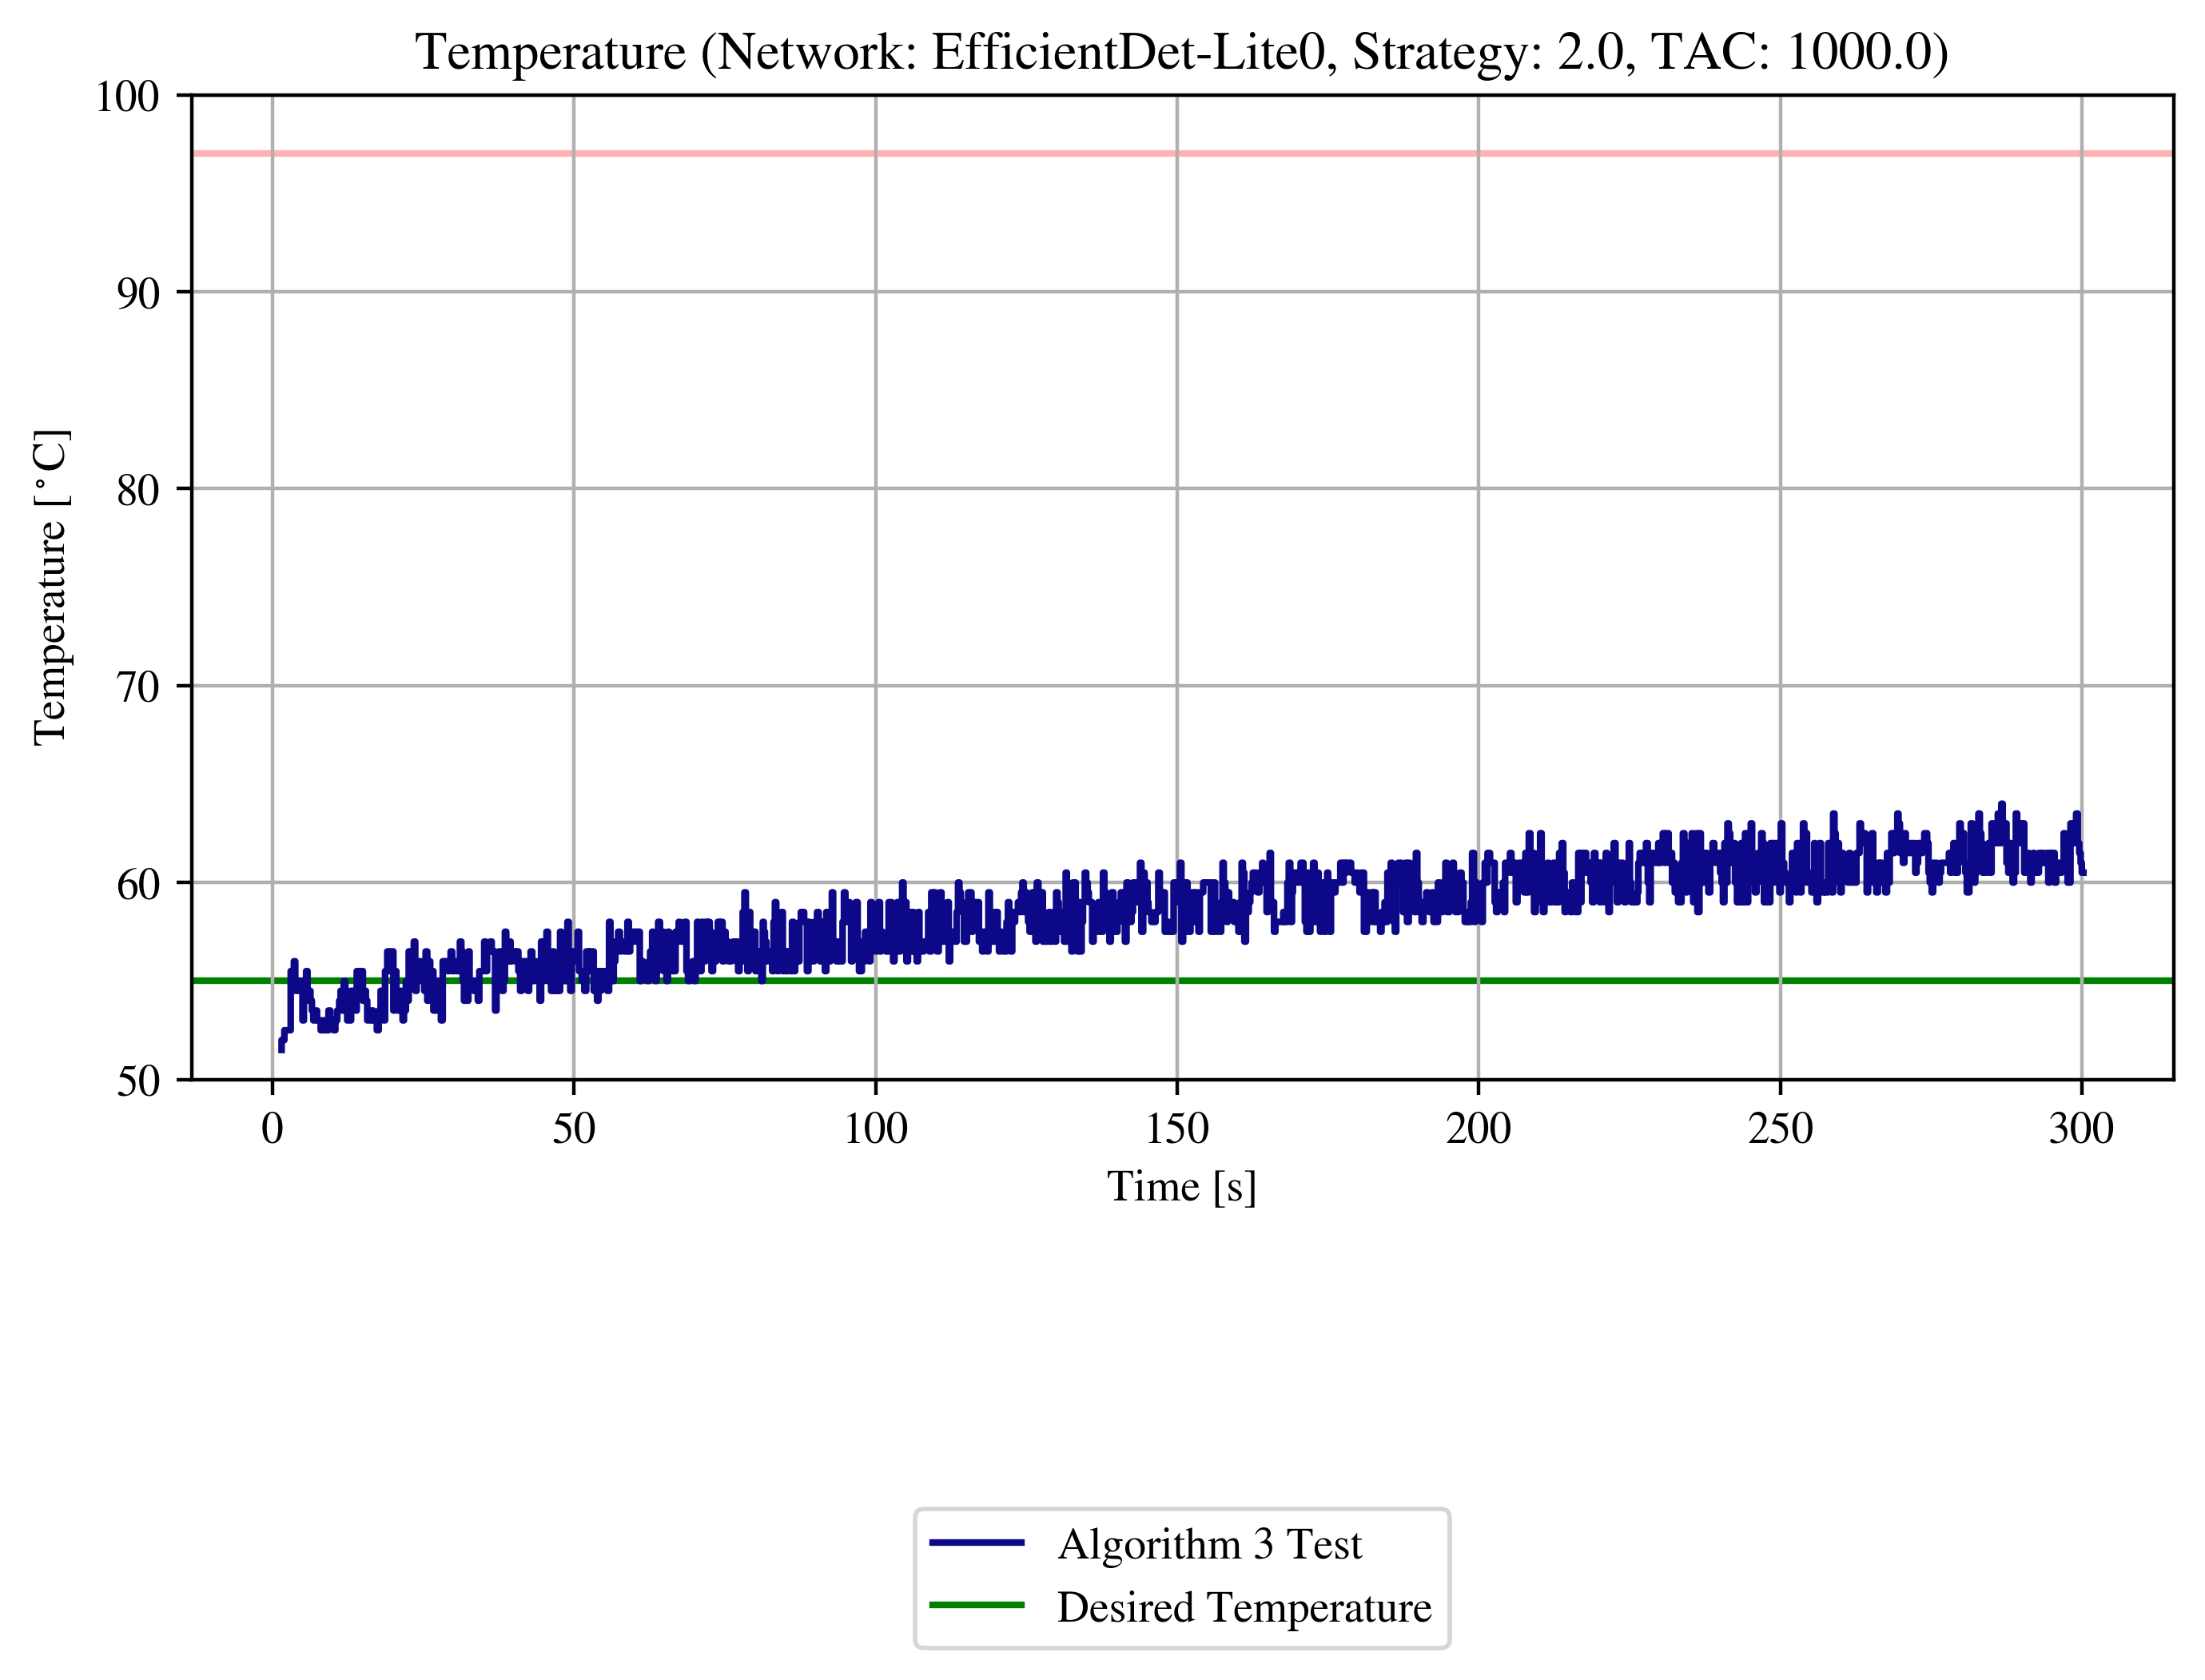 Temperature (Network: EfficientDet-Lite0, Strategy: 2.0, TAC: 1000.0)
100
90
80
70
60
50
Temperature [°C]
0 50 100 150 200 250 300
Time [s]
Algorithm 3 Test
Desired Temperature